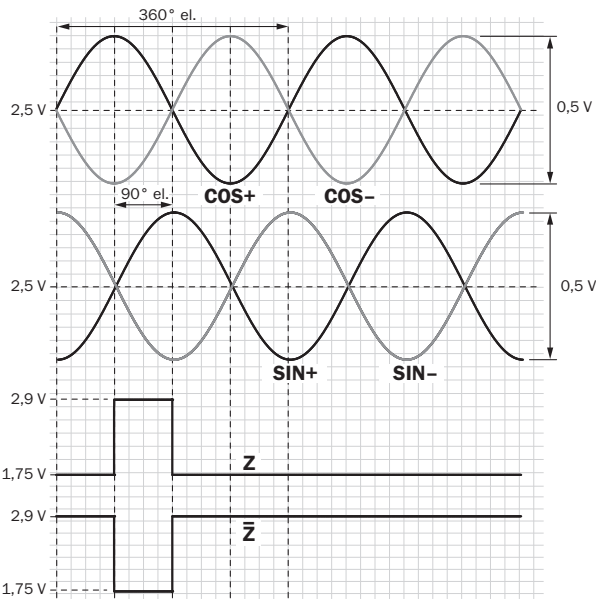 360° el.
2,5 V
0,5 V
90° el.
COS+
COS–
2,5 V
0,5 V
SIN+
SIN–
2,9 V
Z
1,75 V
2,9 V
Z̅
1,75 V